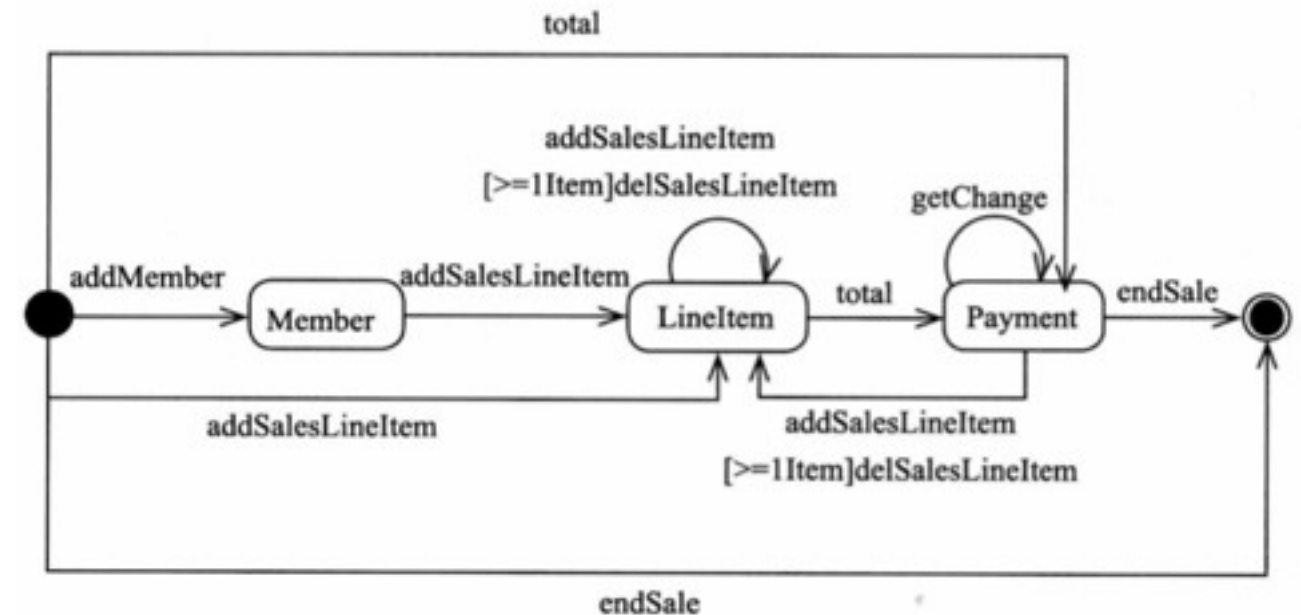 total
addSalesLineItem
[>=1Item]delSalesLineItem
getChange
addMember
addSalesLineItem
total
endSale
Member
LineItem
Payment
addSalesLineItem
addSalesLineItem
[>=1Item]delSalesLineItem
endSale